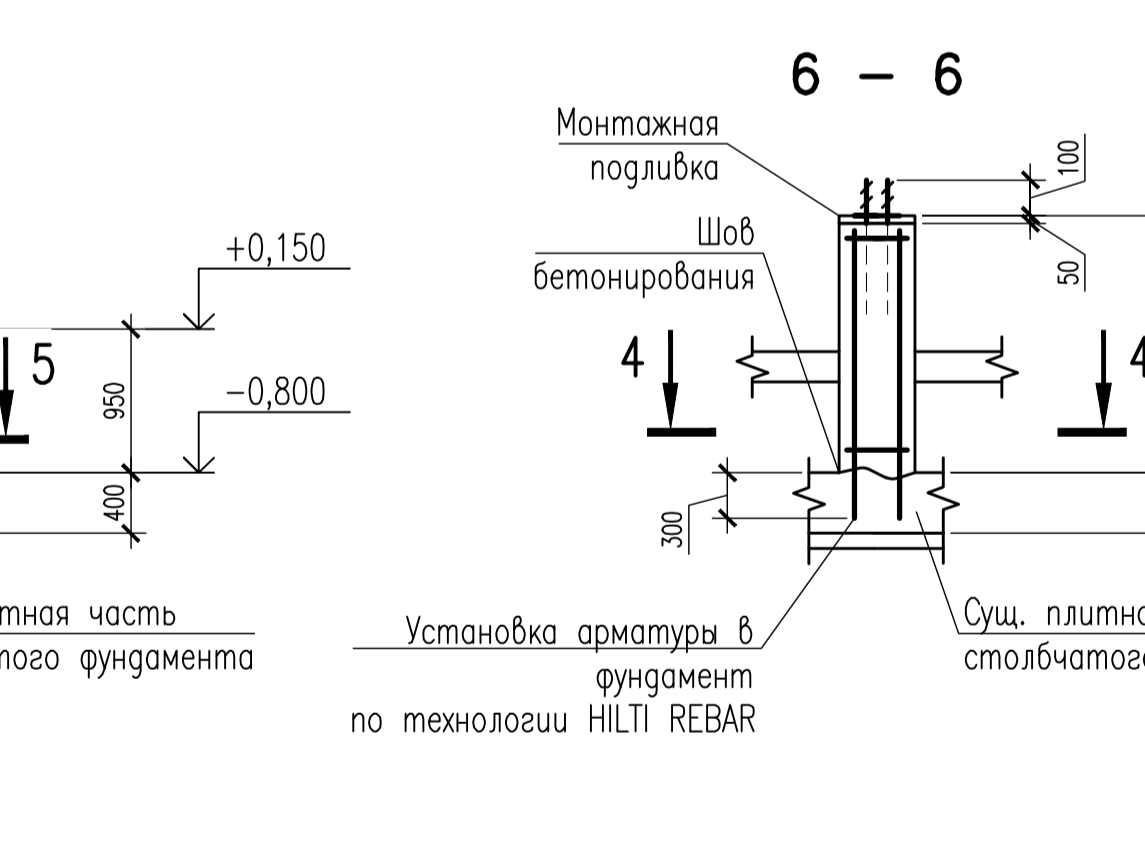 6 – 6
Монтажная
подливка
100
50
Шов
бетонирования
+0,150
-0,800
5
950
400
4
4
300
тная часть
того фундамента
Установка арматуры в
фундамент
по технологии HILTI REBAR
Сущ. плитно
столбчатого